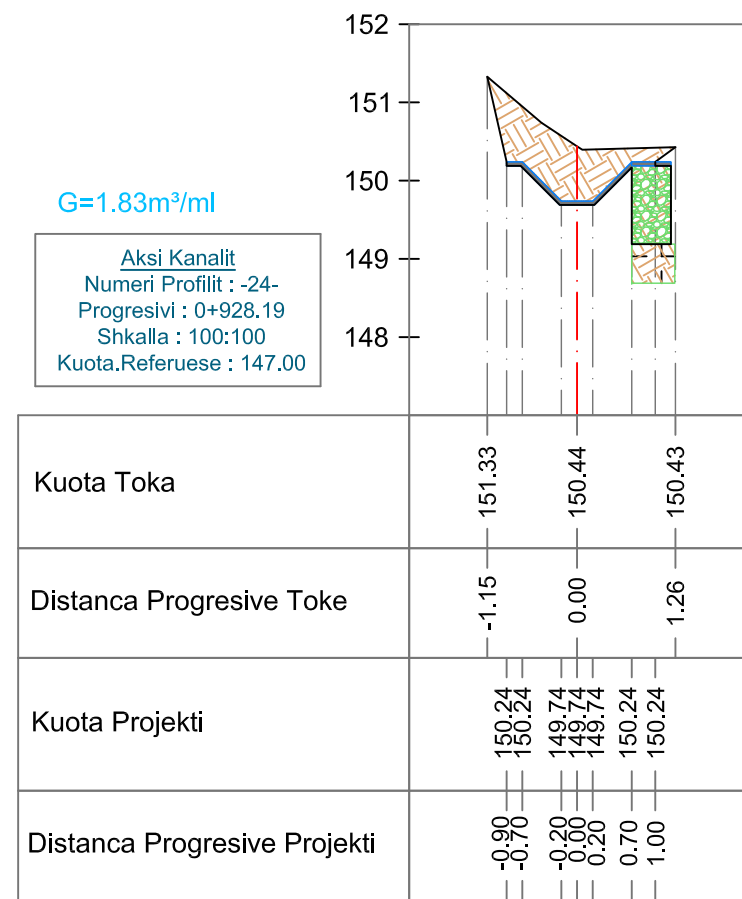 152
151
150
149
148
G=1.83m³/ml
Aksi Kanalit
Numeri Profilit : -24-
Progresivi : 0+928.19
Shkalla : 100:100
Kuota.Referuese : 147.00
Kuota Toka
151.33
150.44
150.43
Distanca Progresive Toke
-1.15
0.00
1.26
Kuota Projekti
150.24
150.24
149.74
149.74
149.74
150.24
150.24
Distanca Progresive Projekti
-0.90
-0.70
-0.20
0.00
0.20
0.70
1.00